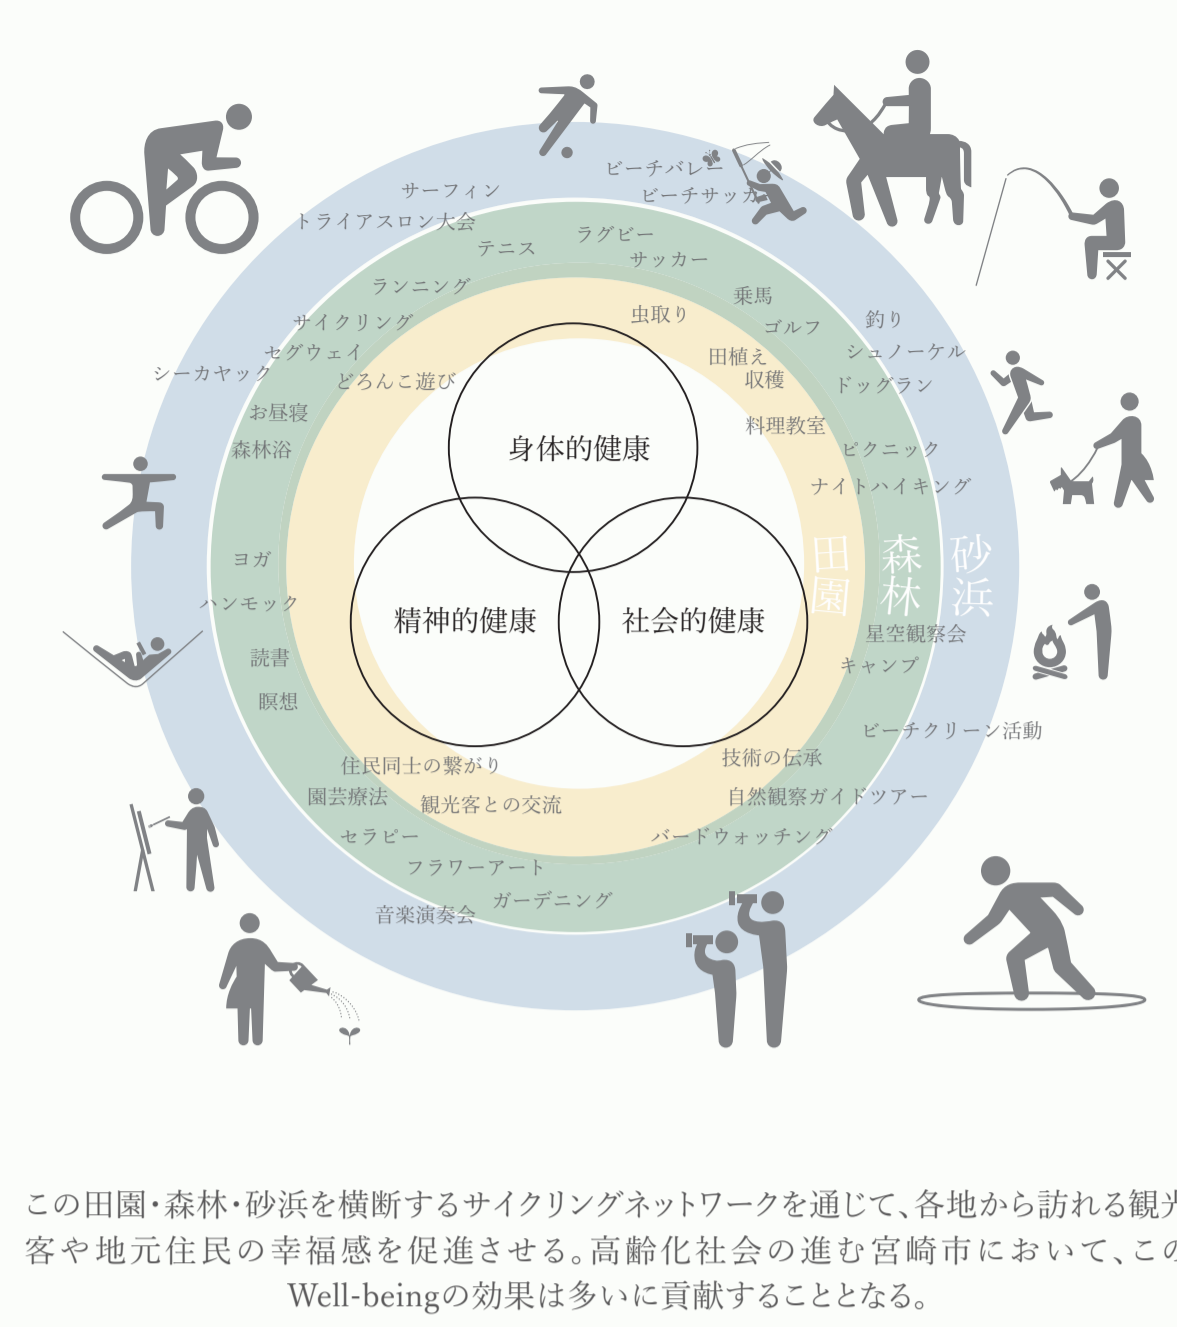 ビーチバレー
サーフィン
ビーチサッカー
トライアスロン大会
ラグビー
テニス
サッカー
ランニング
乗馬
虫取り
サイクリング
ゴルフ
釣り
セグウェイ
シュノーケル
田植え
シーカヤック
どろんこ遊び
収穫
ドッグラン
お昼寝
料理教室
身体的健康
森林浴
ピクニック
ナイトハイキング
田園
森林
砂浜
ヨガ
ハンモック
精神的健康
社会的健康
星空観察会
読書
キャンプ
瞑想
ビーチクリーン活動
技術の伝承
住民同士の繋がり
園芸療法
観光客との交流
自然観察ガイドツアー
セラピー
バードウォッチング
フラワーアート
ガーデニング
音楽演奏会
この田園・森林・砂浜を横断するサイクリングネットワークを通じて、各地から訪れる観光
客や地元住民の幸福感を促進させる。高齢化社会の進む宮崎市において、この
Well-beingの効果は多いに貢献することとなる。